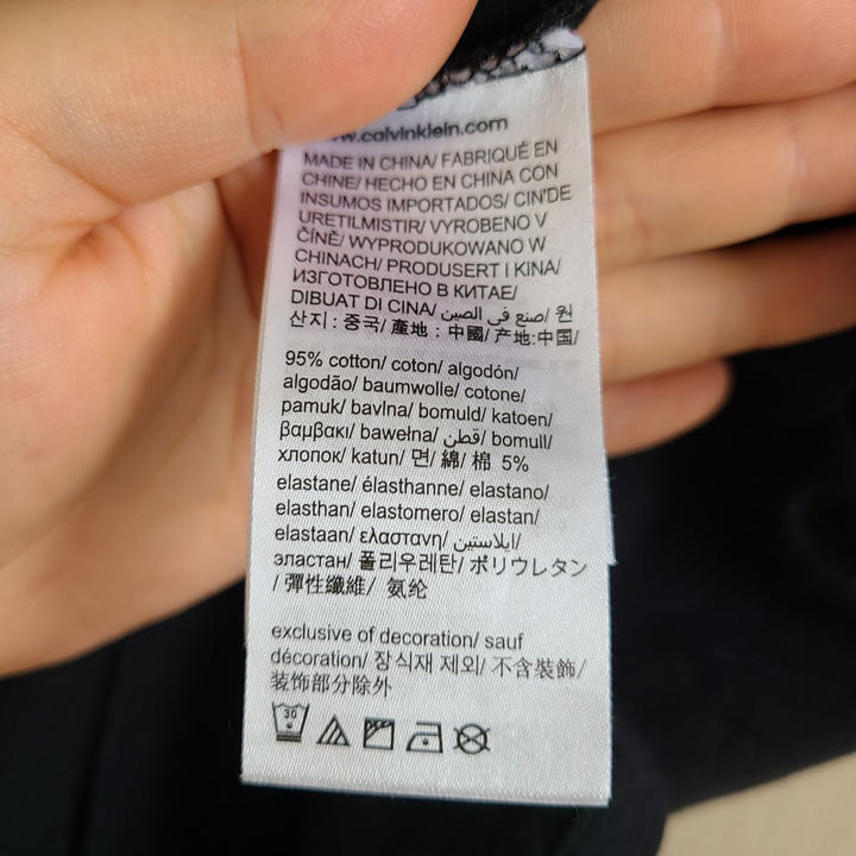 www.calvinklein.com
MADE IN CHINA/ FABRIQUÉ EN
CHINE/ HECHO EN CHINA CON
INSUMOS IMPORTADOS/ CIN'DE
URETILMISTIR/ VYROBENO V
ČÍNĚ/ WYPRODUKOWANO W
CHINACH/ PRODUSERT I KINA/
ИЗГОТОВЛЕНО В КИТАЕ/
DIBUAT DI CINA/ صنع في الصين/ 원
산지 : 중국/ 產地 : 中國/ 产地:中国/
95% cotton/ coton/ algodón/
algodão/ baumwolle/ cotone/
pamuk/ bavlna/ bomuld/ katoen/
βαμβακι/ bawełna/ قطن/ bomull/
хлопок/ katun/ 면/ 綿/ 棉 5%
elastane/ élasthanne/ elastano/
elasthan/ elastomero/ elastan/
elastaan/ ελαστανη/ ايلاستين/
эластан/ 폴리우레탄/ ポリウレタン
/ 彈性纖維/ 氨纶
exclusive of decoration/ sauf
décoration/ 장식재 제외/ 不含裝飾/
装饰部分除外
30